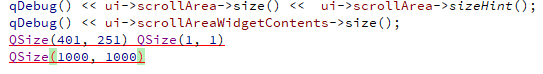 qDebug() << ui->scrollArea->size() <<  ui->scrollArea->sizeHint();
qDebug() << ui->scrollAreaWidgetContents->size();
QSize(401, 251) QSize(1, 1)
QSize(1000, 1000)